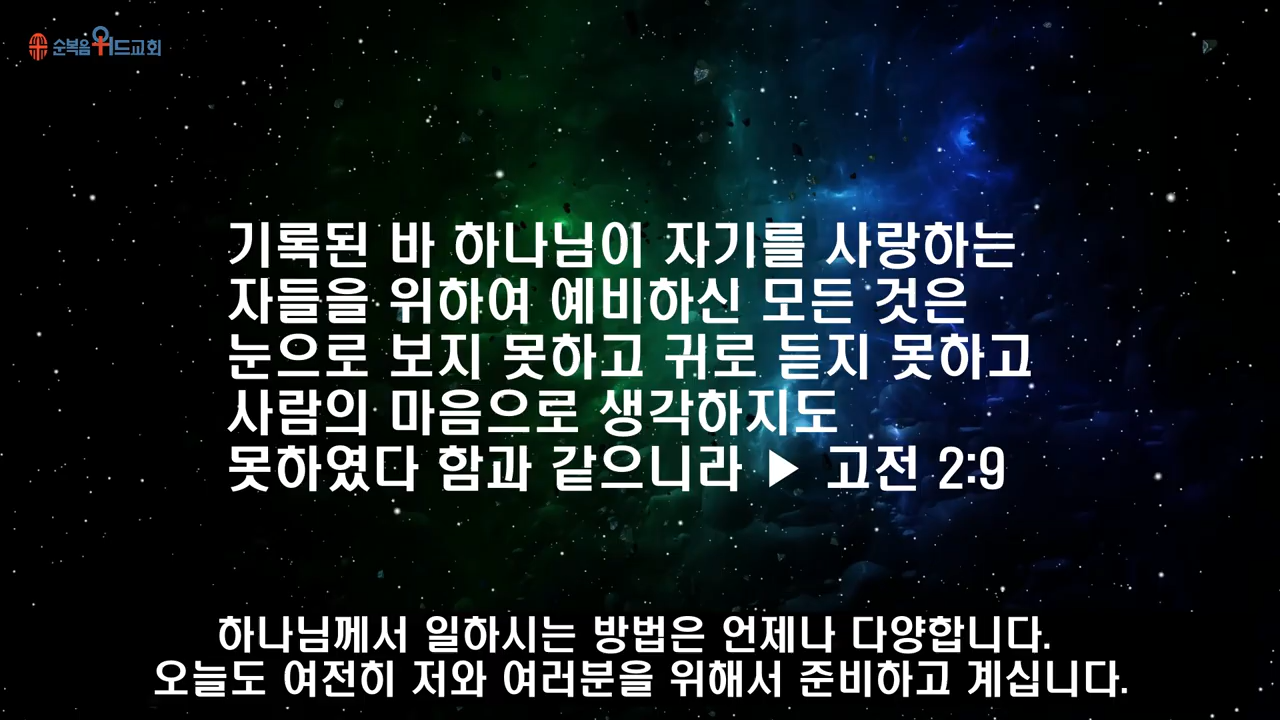 순복음위드교회
기록된 바 하나님이 자기를 사랑하는
자들을 위하여 예비하신 모든 것은
눈으로 보지 못하고 귀로 듣지 못하고
사람의 마음으로 생각하지도
못하였다 함과 같으니라 ▶ 고전 2:9
하나님께서 일하시는 방법은 언제나 다양합니다.
오늘도 여전히 저와 여러분을 위해서 준비하고 계십니다.